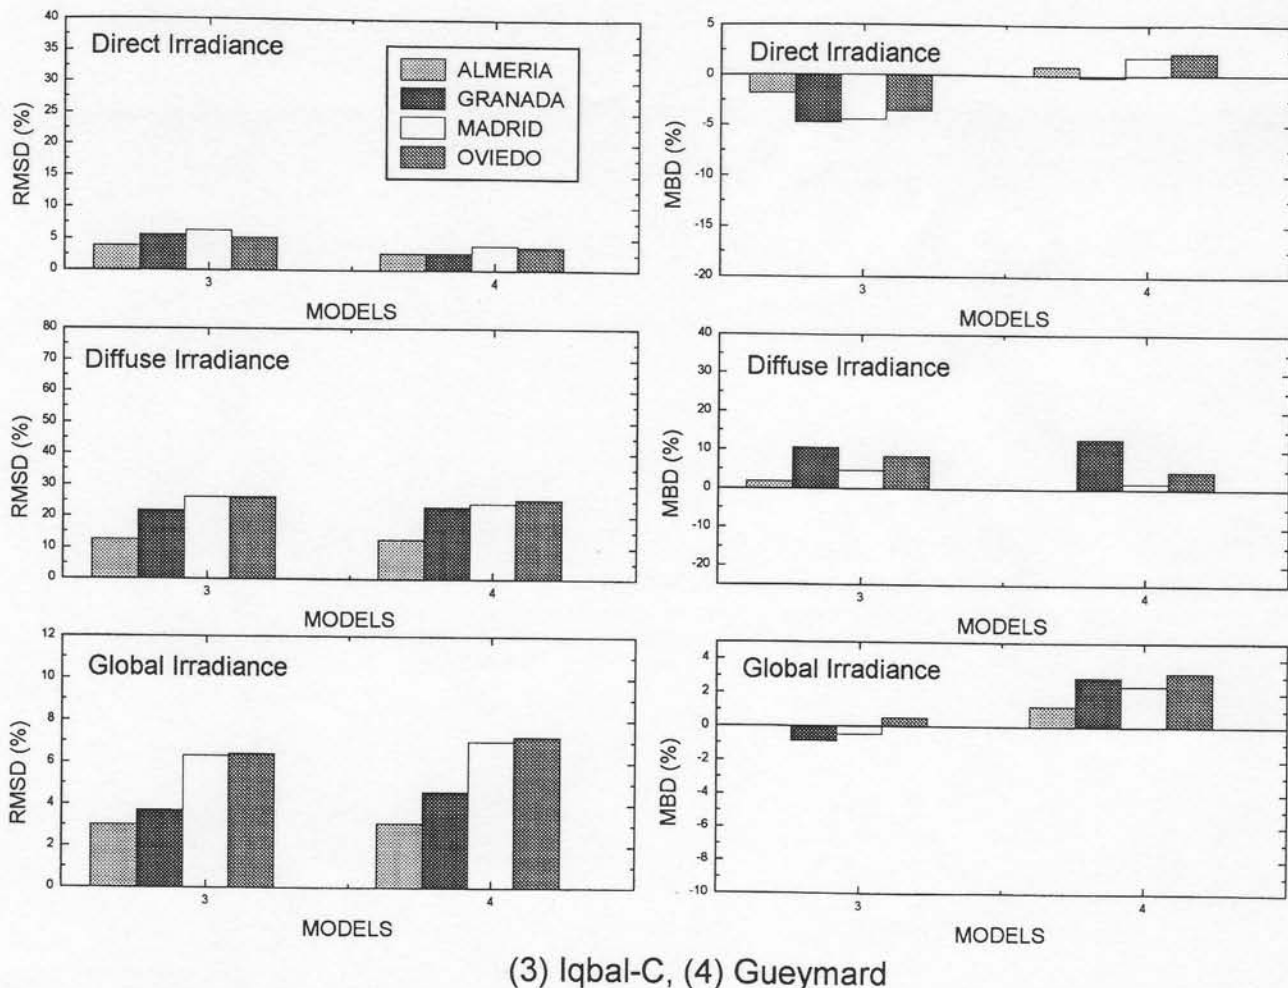 Direct Irradiance
ALMERIA
GRANADA
MADRID
OVIEDO
RMSD (%)
40
35
30
25
20
15
10
5
0
3
4
MODELS
Direct Irradiance
MBD (%)
5
0
-5
-10
-15
-20
3
4
MODELS
Diffuse Irradiance
RMSD (%)
80
70
60
50
40
30
20
10
0
3
4
MODELS
Diffuse Irradiance
MBD (%)
40
30
20
10
0
-10
-20
3
4
MODELS
Global Irradiance
RMSD (%)
12
10
8
6
4
2
0
3
4
MODELS
Global Irradiance
MBD (%)
4
2
0
-2
-4
-6
-8
-10
3
4
MODELS
(3) Iqbal-C, (4) Gueymard